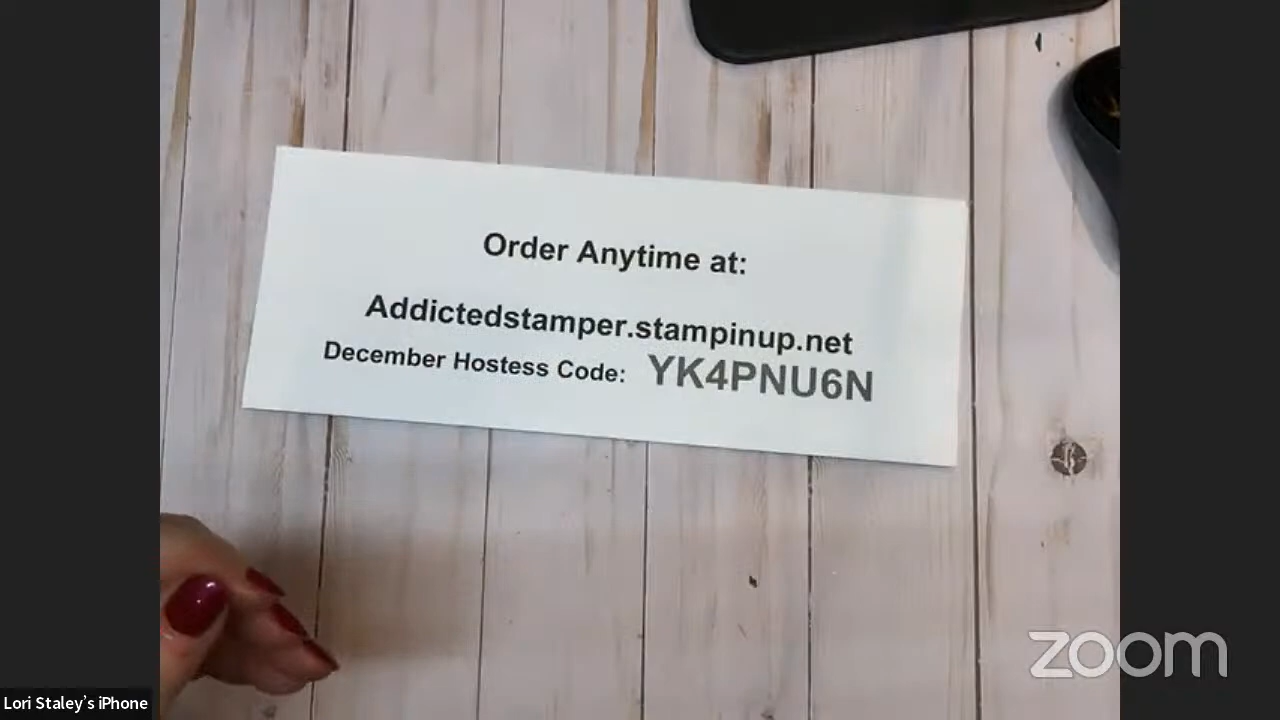 Order Anytime at:
Addictedstamper.stampinup.net
December Hostess Code: YK4PNU6N
zoom
Lori Staley's iPhone